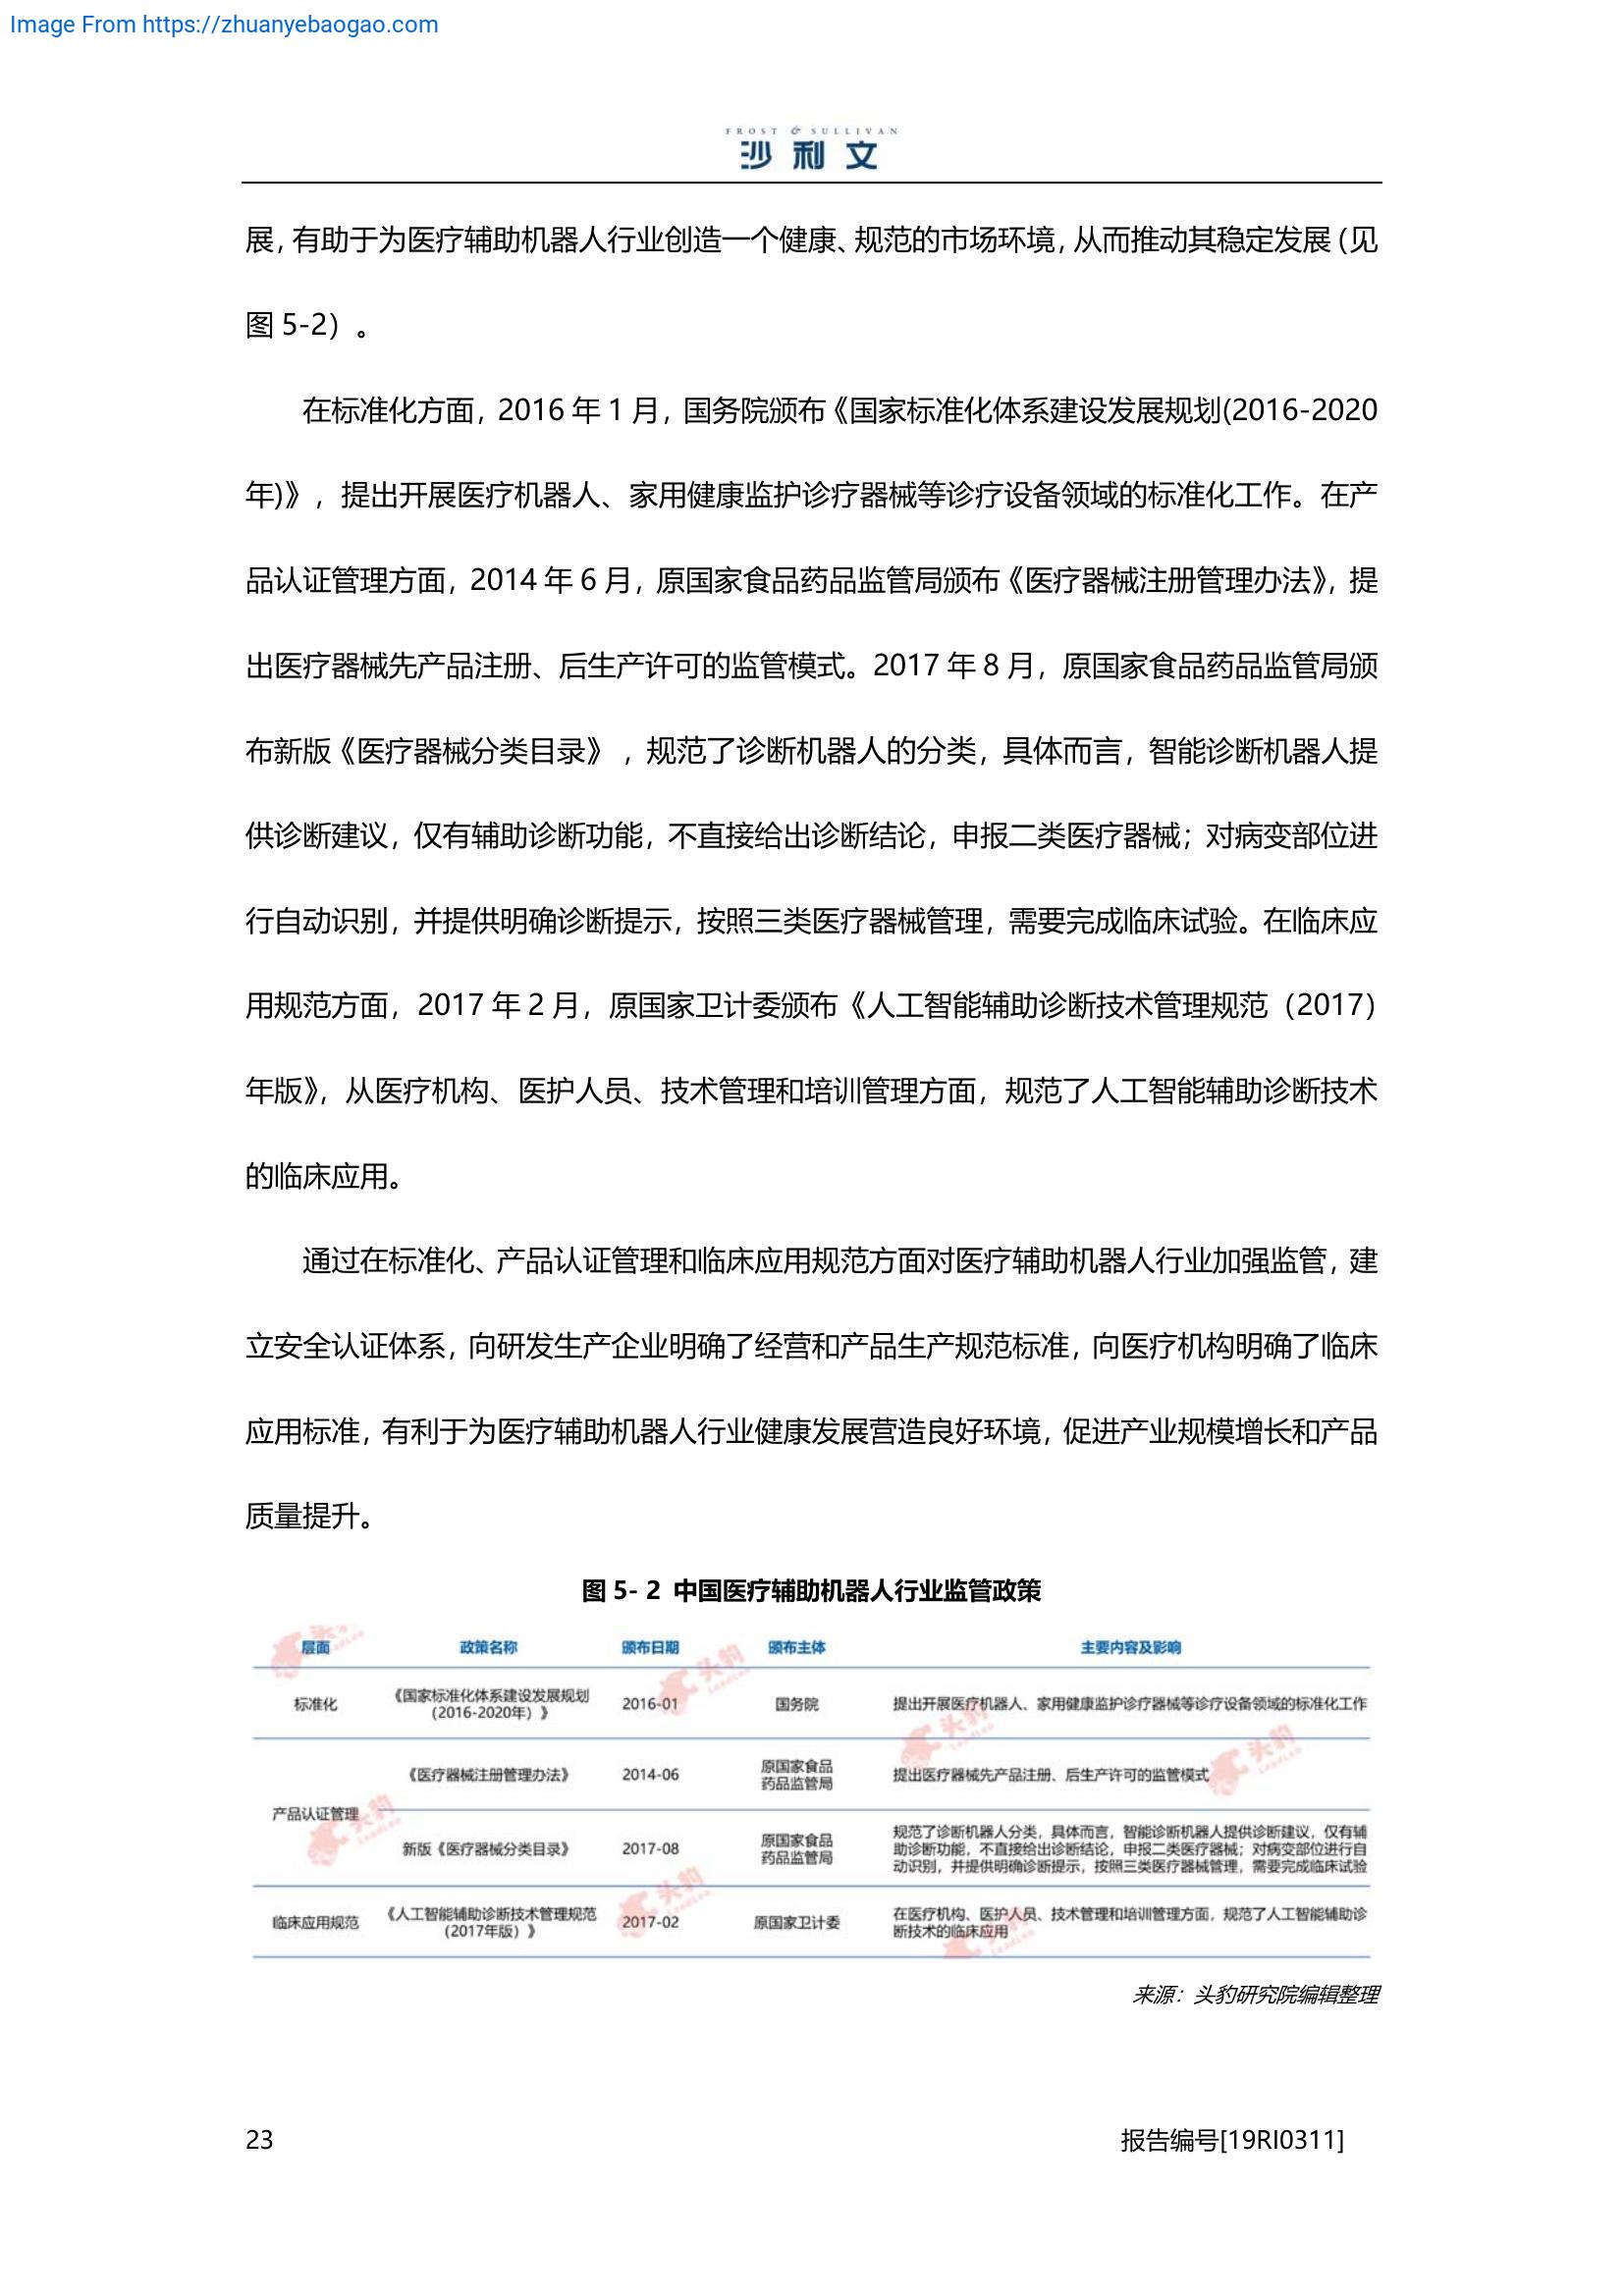 Image From https://zhuanyebaogao.com
FROST & SULLIVAN
沙利文
展，有助于为医疗辅助机器人行业创造一个健康、规范的市场环境，从而推动其稳定发展（见
图 5-2）。
在标准化方面，2016 年 1 月，国务院颁布《国家标准化体系建设发展规划(2016-2020
年)》，提出开展医疗机器人、家用健康监护诊疗器械等诊疗设备领域的标准化工作。在产
品认证管理方面，2014 年 6 月，原国家食品药品监管局颁布《医疗器械注册管理办法》，提
出医疗器械先产品注册、后生产许可的监管模式。2017 年 8 月，原国家食品药品监管局颁
布新版《医疗器械分类目录》，规范了诊断机器人的分类，具体而言，智能诊断机器人提
供诊断建议，仅有辅助诊断功能，不直接给出诊断结论，申报二类医疗器械；对病变部位进
行自动识别，并提供明确诊断提示，按照三类医疗器械管理，需要完成临床试验。在临床应
用规范方面，2017 年 2 月，原国家卫计委颁布《人工智能辅助诊断技术管理规范（2017）
年版》，从医疗机构、医护人员、技术管理和培训管理方面，规范了人工智能辅助诊断技术
的临床应用。
通过在标准化、产品认证管理和临床应用规范方面对医疗辅助机器人行业加强监管，建
立安全认证体系，向研发生产企业明确了经营和产品生产规范标准，向医疗机构明确了临床
应用标准，有利于为医疗辅助机器人行业健康发展营造良好环境，促进产业规模增长和产品
质量提升。
图 5- 2 中国医疗辅助机器人行业监管政策
层面 政策名称 颁布日期 颁布主体 主要内容及影响
标准化 《国家标准化体系建设发展规划
（2016-2020年）》 2016-01 国务院 提出开展医疗机器人、家用健康监护诊疗器械等诊疗设备领域的标准化工作
产品认证管理
《医疗器械注册管理办法》 2014-06 原国家食品
药品监管局 提出医疗器械先产品注册、后生产许可的监管模式
新版《医疗器械分类目录》 2017-08 原国家食品
药品监管局
规范了诊断机器人分类，具体而言，智能诊断机器人提供诊断建议，仅有辅
助诊断功能，不直接给出诊断结论，申报二类医疗器械；对病变部位进行自
动识别，并提供明确诊断提示，按照三类医疗器械管理，需要完成临床试验
临床应用规范 《人工智能辅助诊断技术管理规范
（2017年版）》 2017-02 原国家卫计委
在医疗机构、医护人员、技术管理和培训管理方面，规范了人工智能辅助诊
断技术的临床应用
头豹
LeadLeo
来源：头豹研究院编辑整理
23
报告编号[19RI0311]